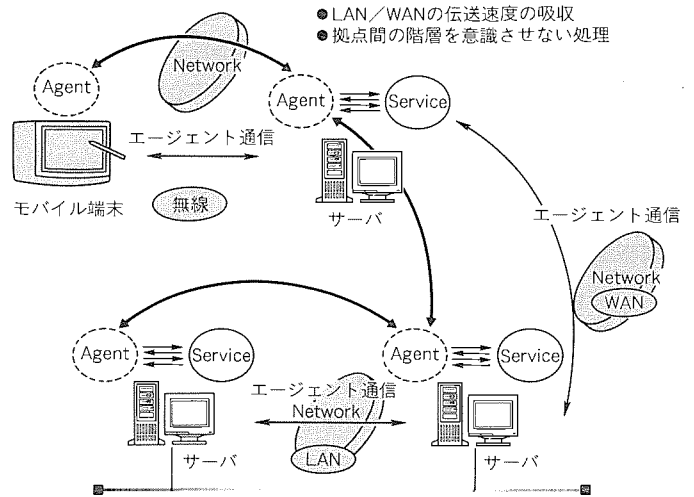 ● LAN/WANの伝送速度の吸収
● 拠点間の階層を意識させない処理
Network
Agent
Agent
Service
エージェント通信
モバイル端末
無線
サーバ
エージェント通信
Network
WAN
Agent
Service
Agent
Service
エージェント通信
Network
LAN
サーバ
サーバ